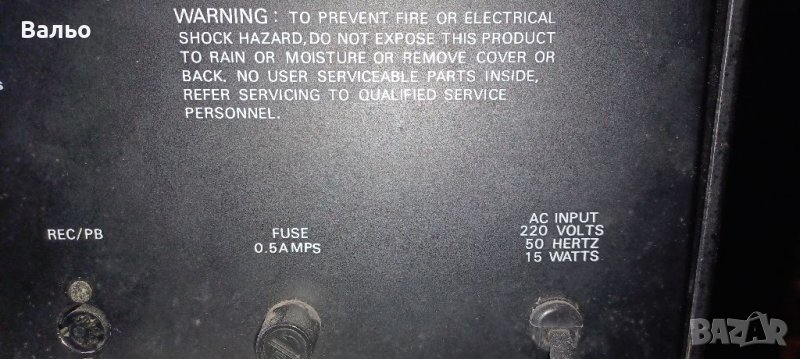 Вальо
WARNING: TO PREVENT FIRE OR ELECTRICAL
SHOCK HAZARD, DO NOT EXPOSE THIS PRODUCT
TO RAIN OR MOISTURE OR REMOVE COVER OR
BACK. NO USER SERVICEABLE PARTS INSIDE,
REFER SERVICING TO QUALIFIED SERVICE
PERSONNEL.
REC/PB
FUSE
0.5AMPS
AC INPUT
220 VOLTS
50 HERTZ
15 WATTS
BAZAR